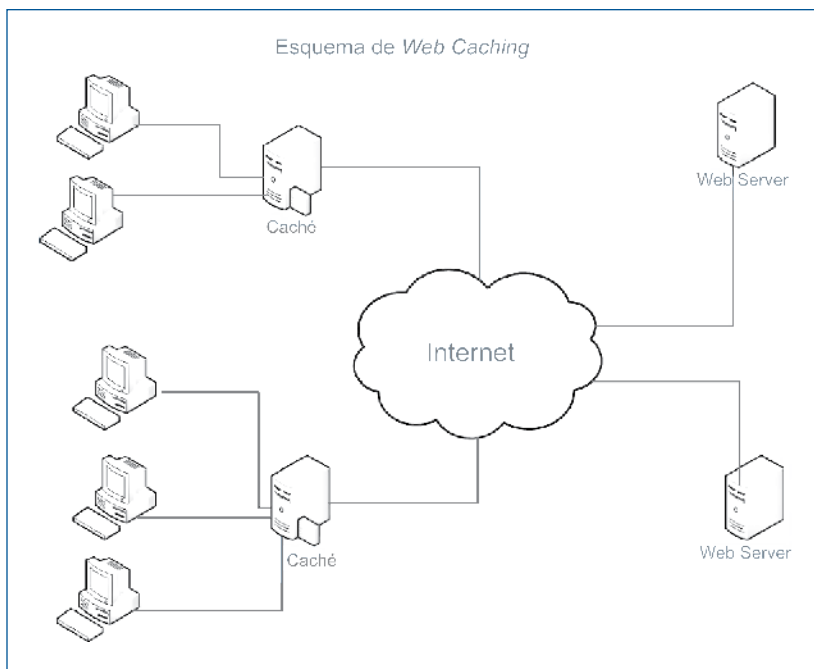 Esquema de Web Caching
Web Server
Caché
Internet
Caché
Web Server